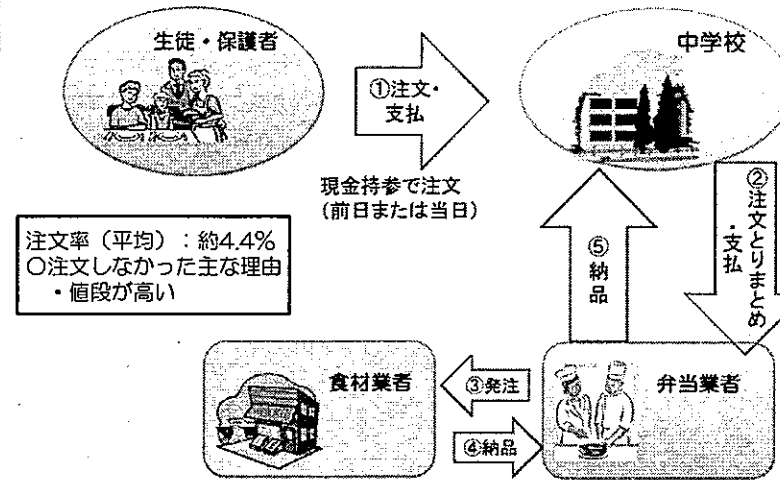 生徒・保護者
①注文・
支払
中学校
現金持参で注文
(前日または当日)
②注文とりまとめ
・支払
注文率（平均）：約4.4%
〇注文しなかった主な理由
・値段が高い
⑤納品
食材業者
③発注
④納品
弁当業者